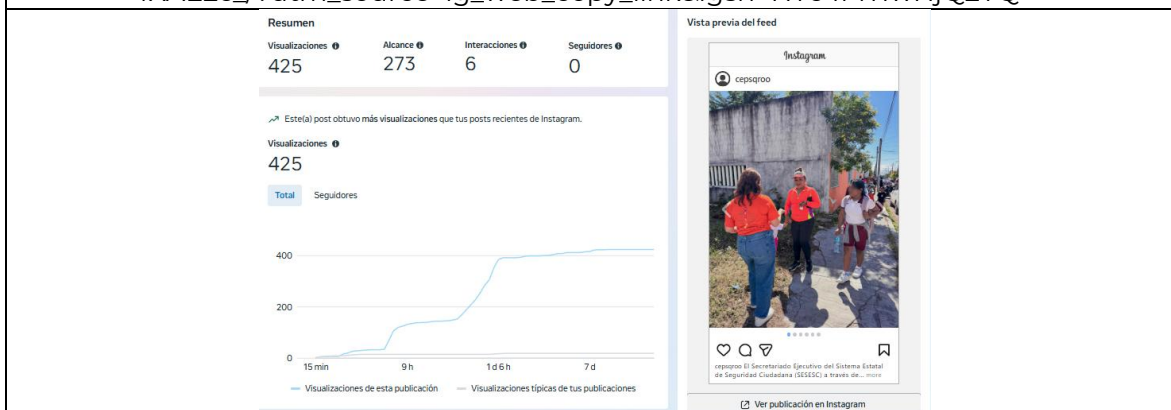 Resumen
Visualizaciones
Alcance
Interacciones
Seguidores
425
273
6
0
Este(a) post obtuvo más visualizaciones que tus posts recientes de Instagram.
Visualizaciones
425
Total
Seguidores
400
200
0
15 min
9 h
1 d 6 h
7 d
Visualizaciones de esta publicación
Visualizaciones típicas de tus publicaciones
Vista previa del feed
Instagram
cepsqroo
cepsqroo El Secretariado Ejecutivo del Sistema Estatal
de Seguridad Ciudadana (SESESC) a través de... more
Ver publicación en Instagram